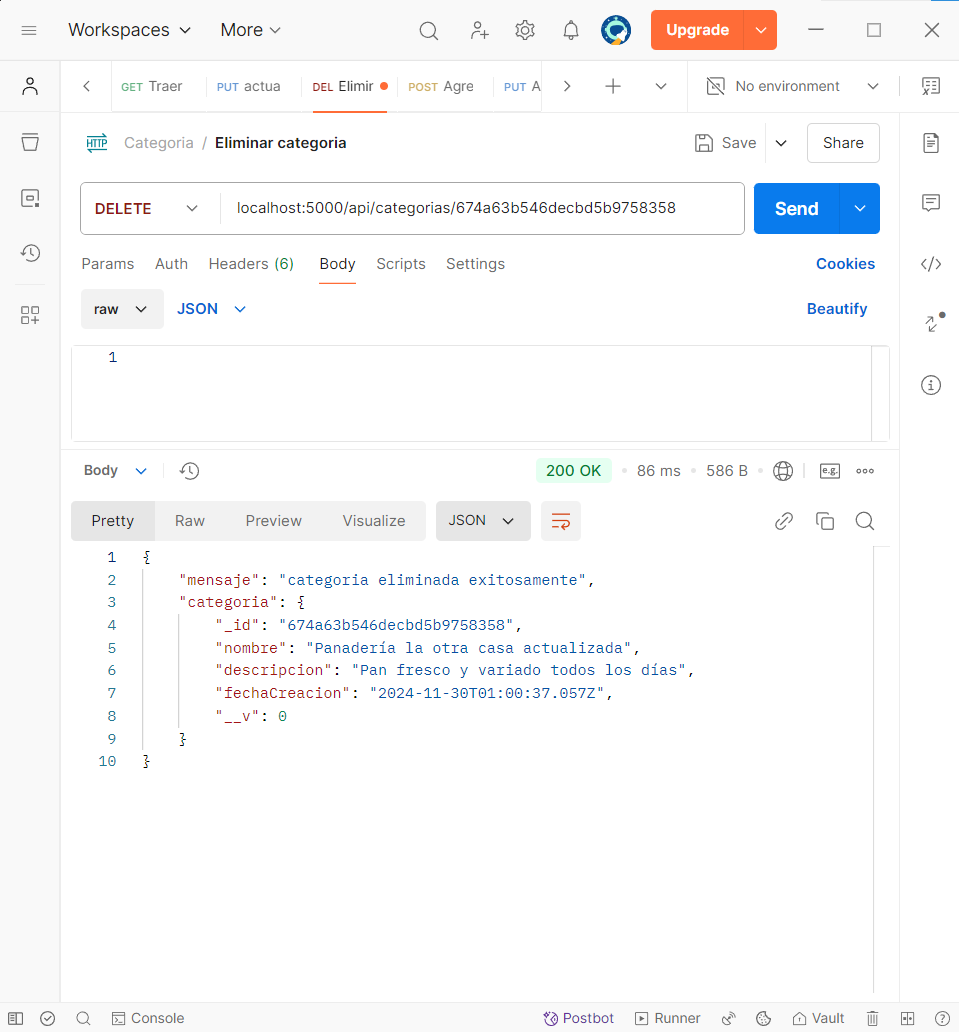 Workspaces More Upgrade
GET Traer PUT actua DEL Elimir POST Agre PUT A No environment
HTTP Categoria / Eliminar categoria Save Share
DELETE localhost:5000/api/categorias/674a63b546decbd5b9758358 Send
Params Auth Headers (6) Body Scripts Settings Cookies
raw JSON Beautify
1
Body 200 OK 86 ms 586 B e.g.
Pretty Raw Preview Visualize JSON
1 {
2 "mensaje": "categoria eliminada exitosamente",
3 "categoria": {
4 "_id": "674a63b546decbd5b9758358",
5 "nombre": "Panadería la otra casa actualizada",
6 "descripcion": "Pan fresco y variado todos los días",
7 "fechaCreacion": "2024-11-30T01:00:37.057Z",
8 "__v": 0
9 }
10 }
Console Postbot Runner Vault